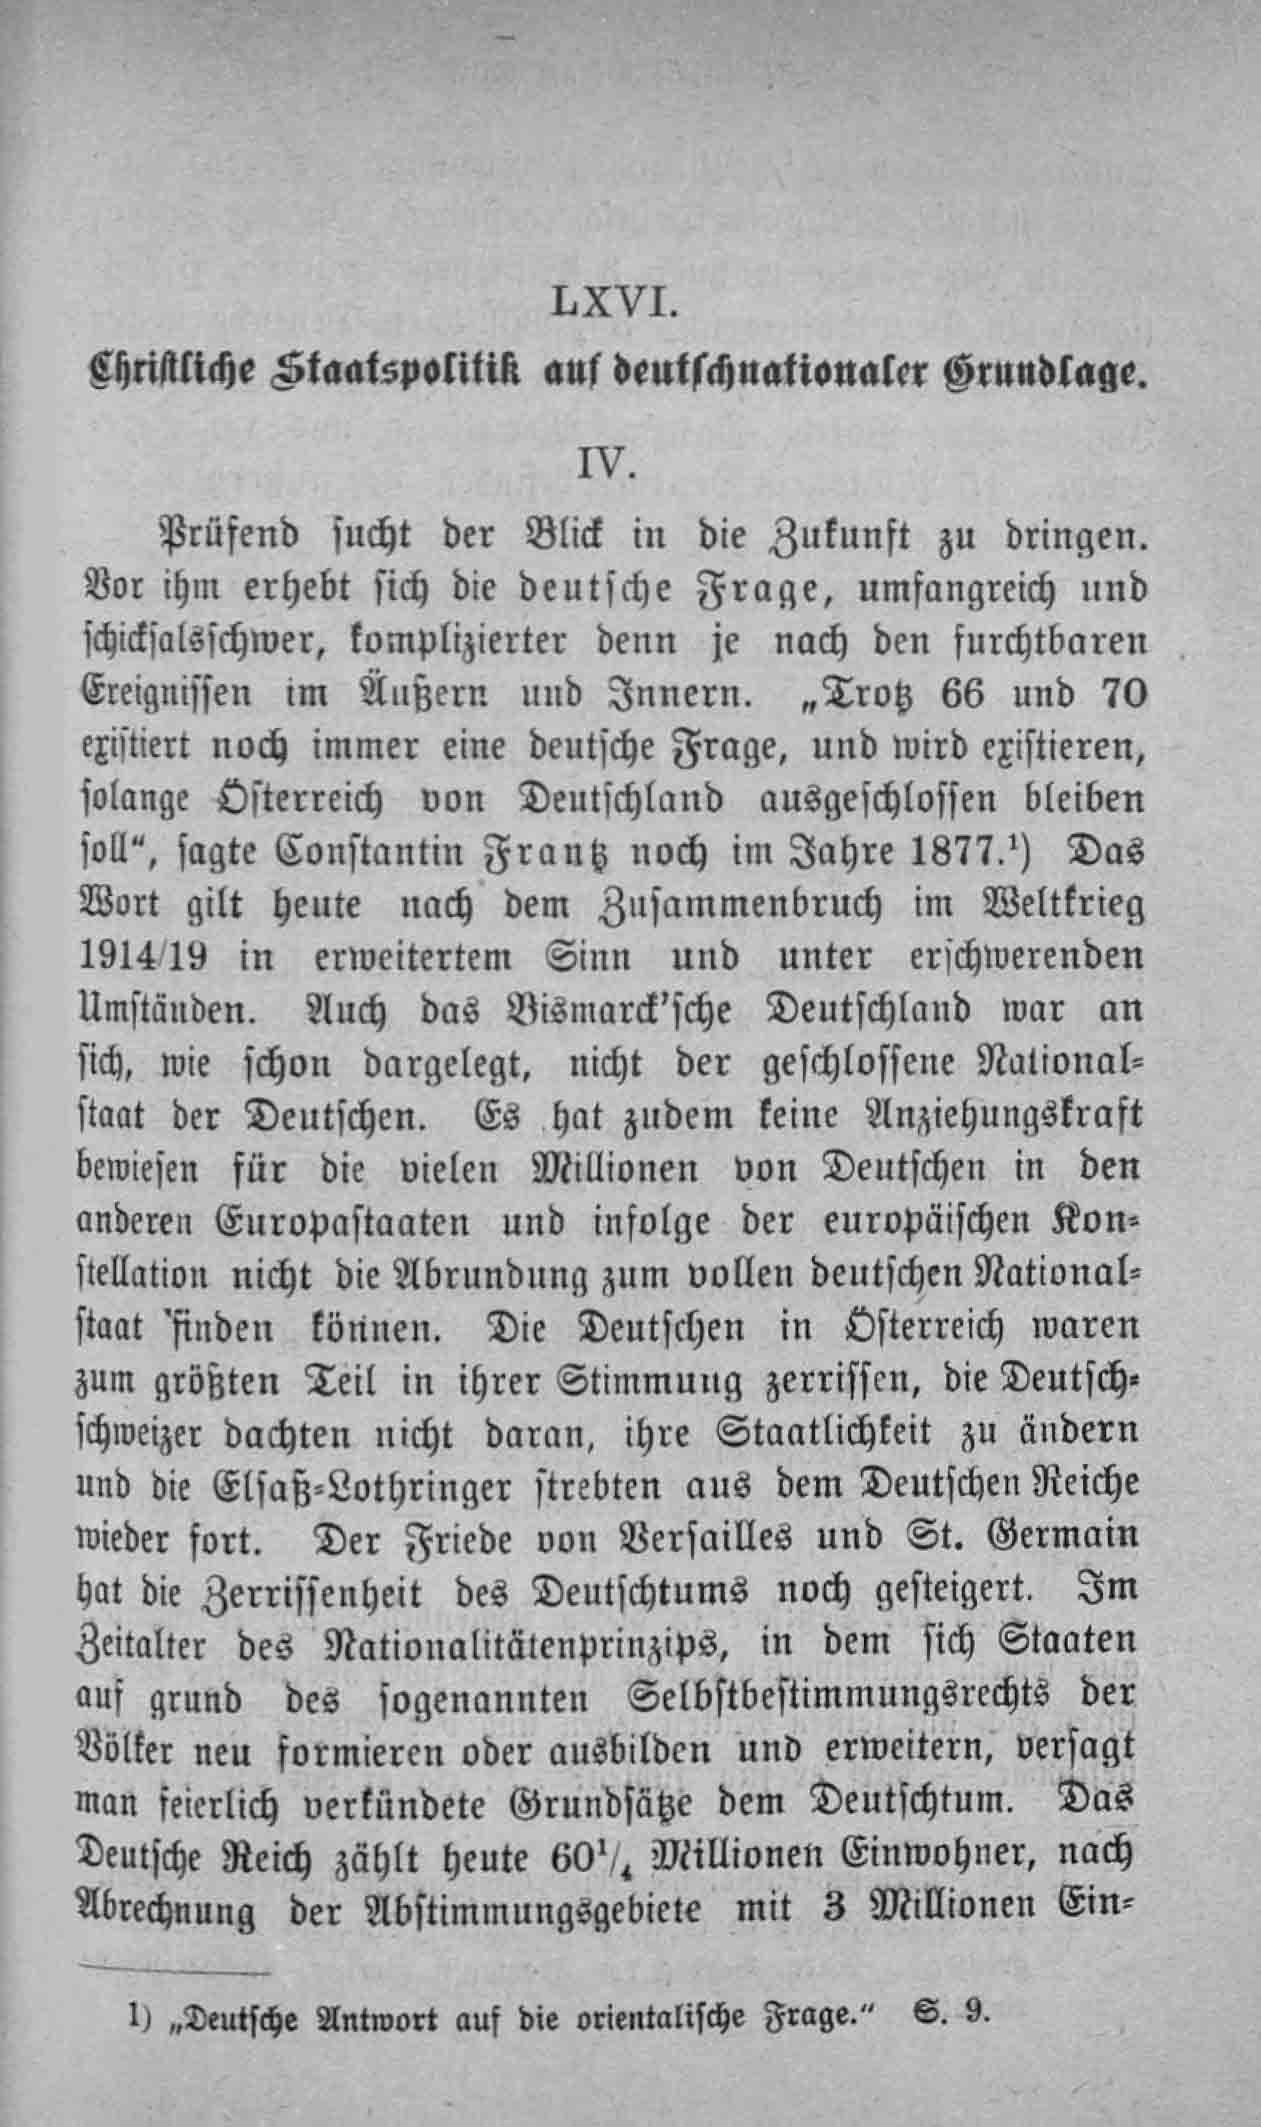 LXVI.
Christliche Staatspolitik auf deutschnationaler Grundlage.
IV.
Prüfend sucht der Blick in die Zukunft zu dringen.
Vor ihm erhebt sich die deutsche Frage, umfangreich und
schicksalsschwer, komplizierter denn je nach den furchtbaren
Ereignissen im Äußern und Innern. „Trotz 66 und 70
existiert noch immer eine deutsche Frage, und wird existieren,
solange Österreich von Deutschland ausgeschlossen bleiben
soll“, sagte Constantin Frantz noch im Jahre 1877.¹) Das
Wort gilt heute nach dem Zusammenbruch im Weltkrieg
1914/19 in erweitertem Sinn und unter erschwerenden
Umständen. Auch das Bismarck'sche Deutschland war an
sich, wie schon dargelegt, nicht der geschlossene National-
staat der Deutschen. Es hat zudem keine Anziehungskraft
bewiesen für die vielen Millionen von Deutschen in den
anderen Europastaaten und infolge der europäischen Kon-
stellation nicht die Abrundung zum vollen deutschen National-
staat finden können. Die Deutschen in Österreich waren
zum größten Teil in ihrer Stimmung zerrissen, die Deutsch-
schweizer dachten nicht daran, ihre Staatlichkeit zu ändern
und die Elsaß-Lothringer strebten aus dem Deutschen Reiche
wieder fort. Der Friede von Versailles und St. Germain
hat die Zerrissenheit des Deutschtums noch gesteigert. Im
Zeitalter des Nationalitätenprinzips, in dem sich Staaten
auf grund des sogenannten Selbstbestimmungsrechts der
Völker neu formieren oder ausbilden und erweitern, versagt
man feierlich verkündete Grundsätze dem Deutschtum. Das
Deutsche Reich zählt heute 60¹/₄ Millionen Einwohner, nach
Abrechnung der Abstimmungsgebiete mit 3 Millionen Ein-
1) „Deutsche Antwort auf die orientalische Frage.“ S. 9.